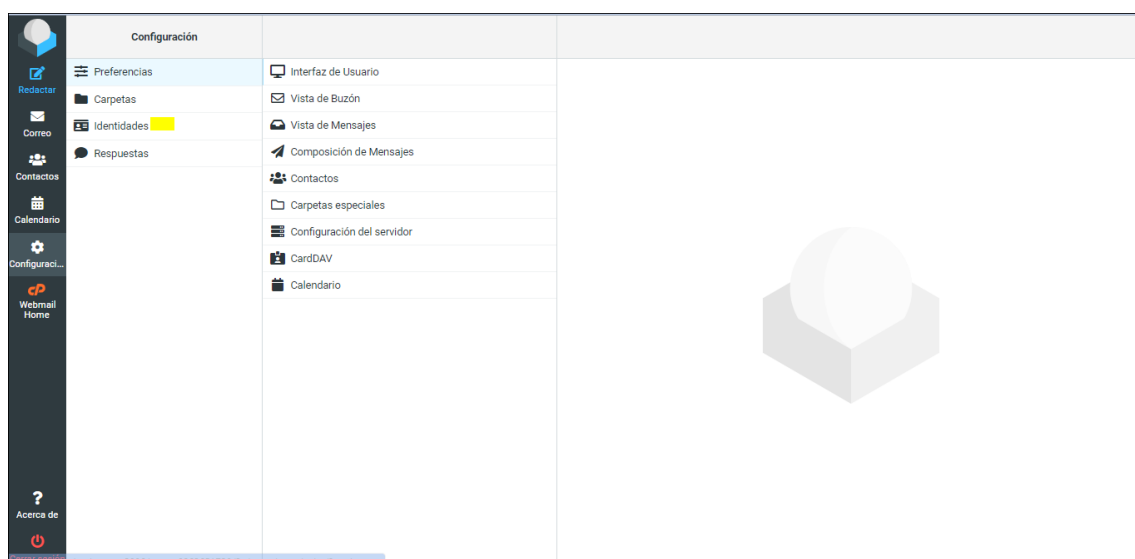 Configuración
Redactar
Correo
Contactos
Calendario
Configuraci...
cP
Webmail
Home
Acerca de
Preferencias
Carpetas
Identidades
Respuestas
Interfaz de Usuario
Vista de Buzón
Vista de Mensajes
Composición de Mensajes
Contactos
Carpetas especiales
Configuración del servidor
CardDAV
Calendario